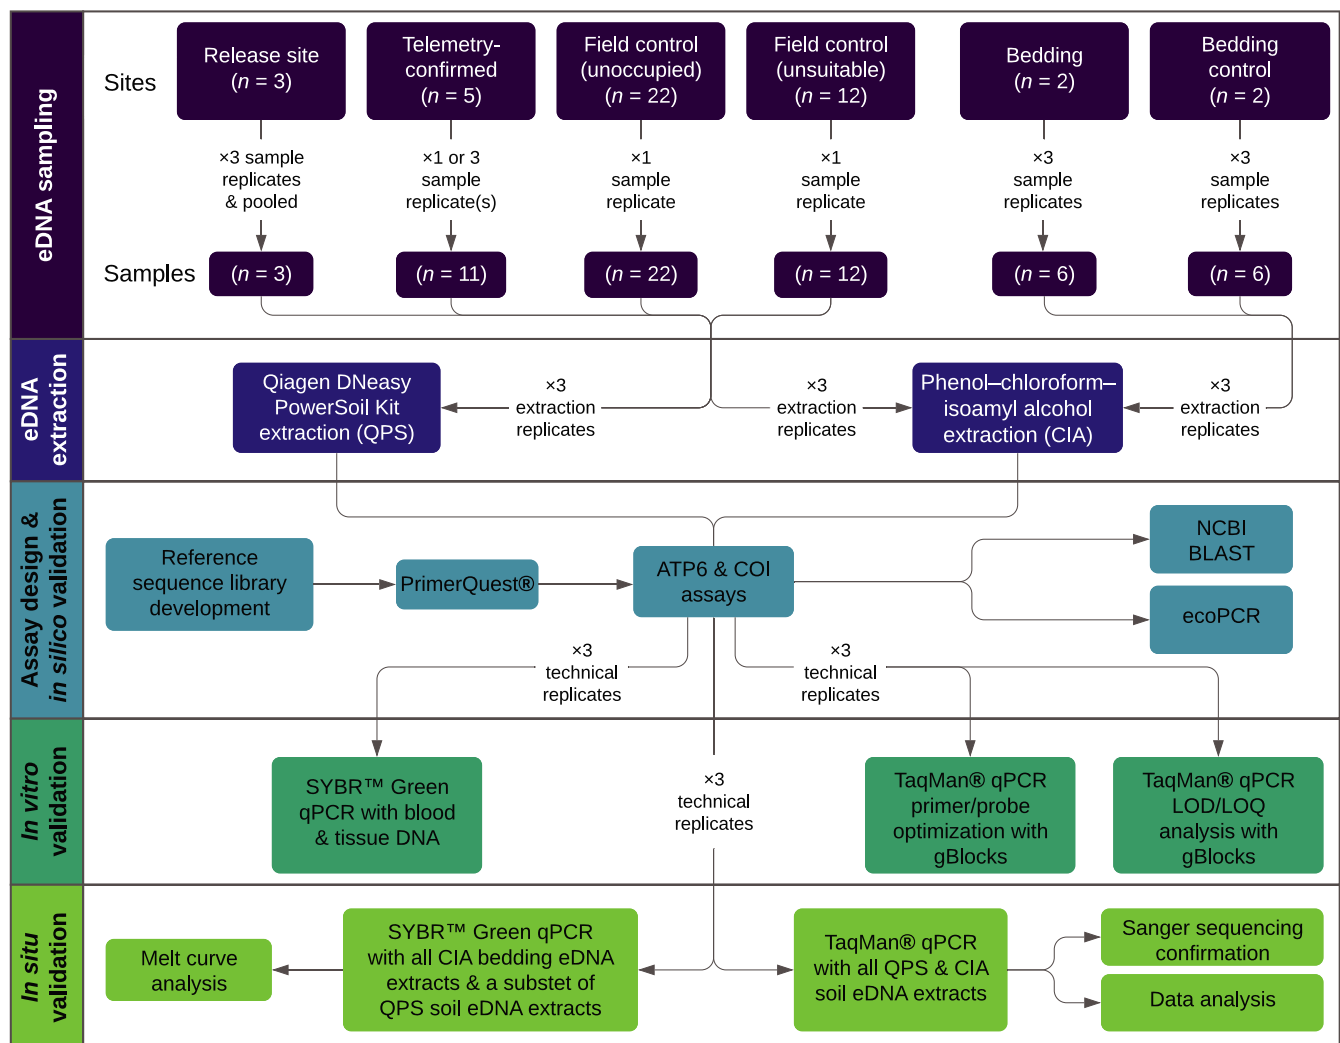 eDNA sampling
Sites
Release site
(n = 3)
Telemetry-
confirmed
(n = 5)
Field control
(unoccupied)
(n = 22)
Field control
(unsuitable)
(n = 12)
Bedding
(n = 2)
Bedding
control
(n = 2)
×3 sample
replicates
& pooled
×1 or 3
sample
replicate(s)
×1
sample
replicate
×1
sample
replicate
×3
sample
replicates
×3
sample
replicates
Samples
(n = 3)
(n = 11)
(n = 22)
(n = 12)
(n = 6)
(n = 6)
eDNA
extraction
Qiagen DNeasy
PowerSoil Kit
extraction (QPS)
×3
extraction
replicates
×3
extraction
replicates
Phenol–chloroform–
isoamyl alcohol
extraction (CIA)
×3
extraction
replicates
Assay design &
in silico validation
Reference
sequence library
development
PrimerQuest®
ATP6 & COI
assays
NCBI
BLAST
ecoPCR
×3
technical
replicates
×3
technical
replicates
In vitro
validation
SYBR™ Green
qPCR with blood
& tissue DNA
×3
technical
replicates
TaqMan® qPCR
primer/probe
optimization with
gBlocks
TaqMan® qPCR
LOD/LOQ
analysis with
gBlocks
In situ
validation
Melt curve
analysis
SYBR™ Green qPCR
with all CIA bedding eDNA
extracts & a substet of
QPS soil eDNA extracts
TaqMan® qPCR
with all QPS & CIA
soil eDNA extracts
Sanger sequencing
confirmation
Data analysis